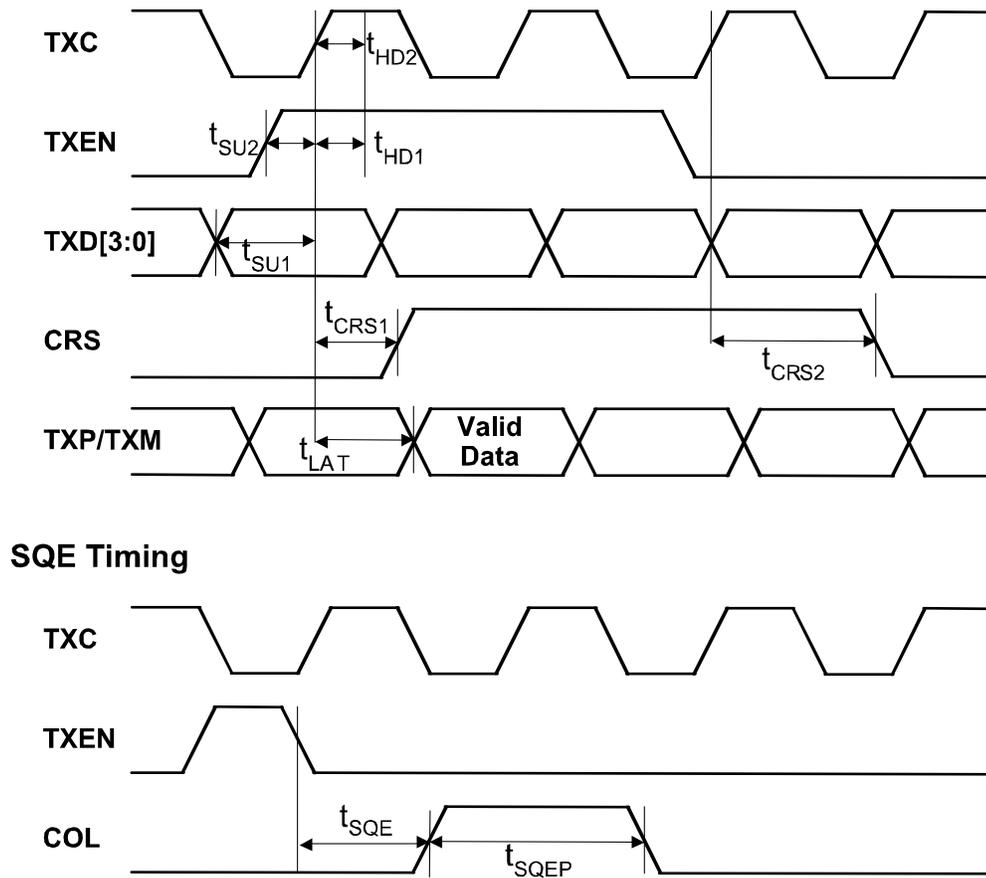 TXC
tHD2
TXEN
tSU2
tHD1
TXD[3:0]
tSU1
CRS
tCRS1
tCRS2
TXP/TXM
tLAT
Valid
Data
SQE Timing
TXC
TXEN
COL
tSQE
tSQEP